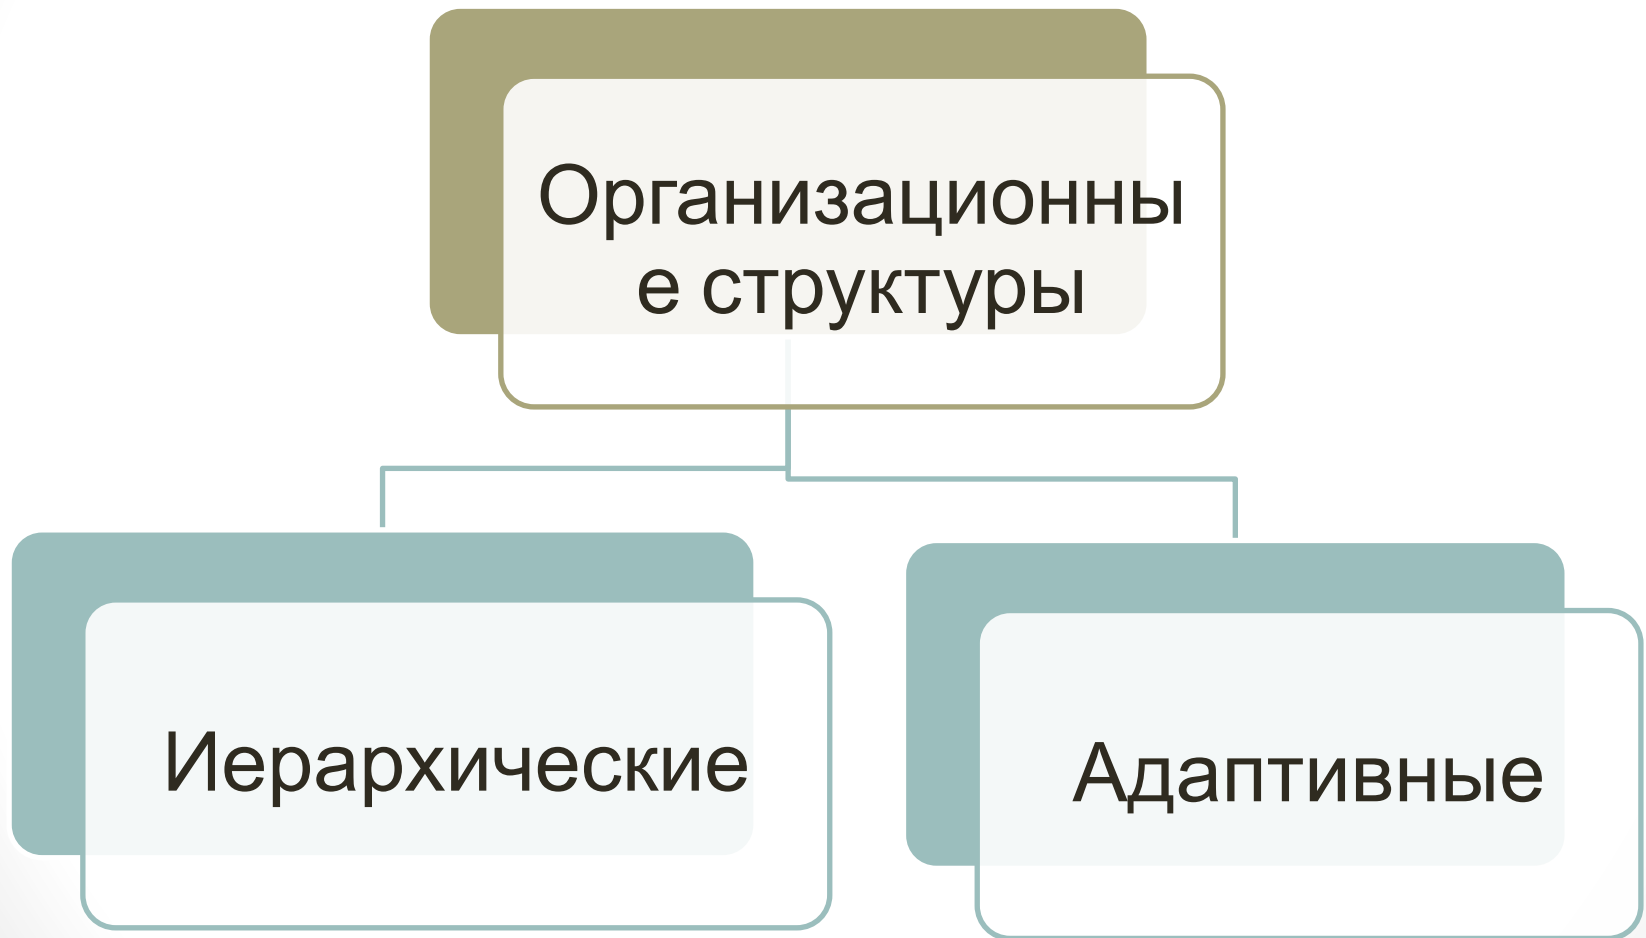 Организационны
е структуры
Иерархические
Адаптивные